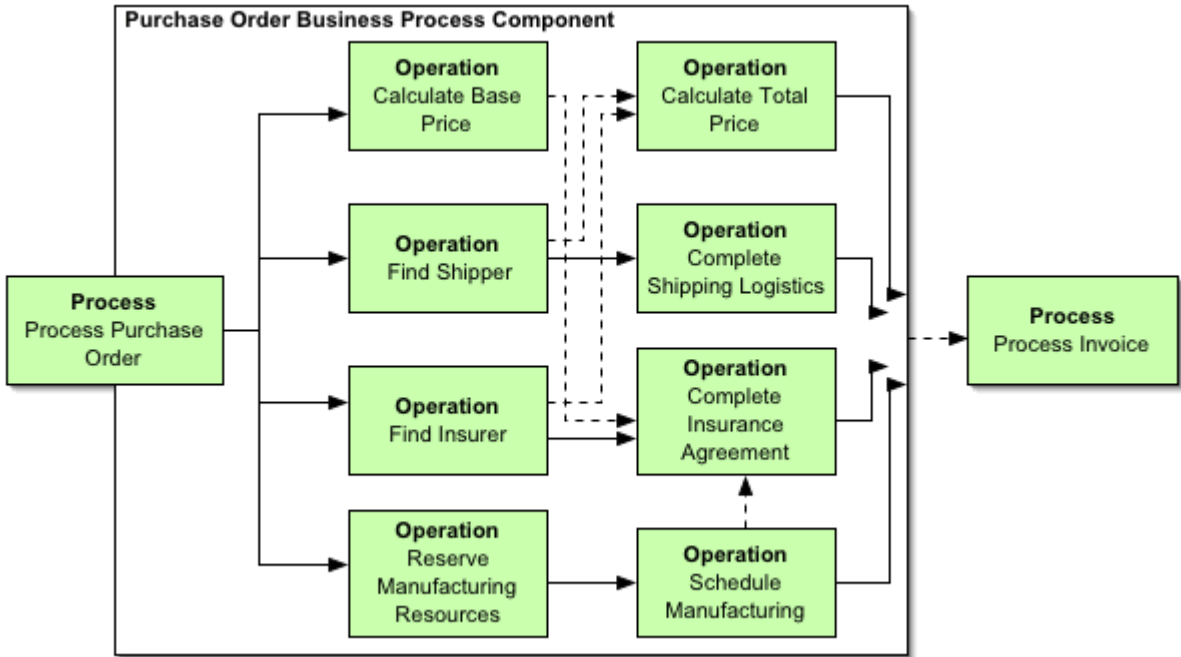 Purchase Order Business Process Component
Operation
Calculate Base
Price
Operation
Calculate Total
Price
Operation
Find Shipper
Operation
Complete
Shipping Logistics
Process
Process Purchase
Order
Process
Process Invoice
Operation
Find Insurer
Operation
Complete
Insurance
Agreement
Operation
Reserve
Manufacturing
Resources
Operation
Schedule
Manufacturing